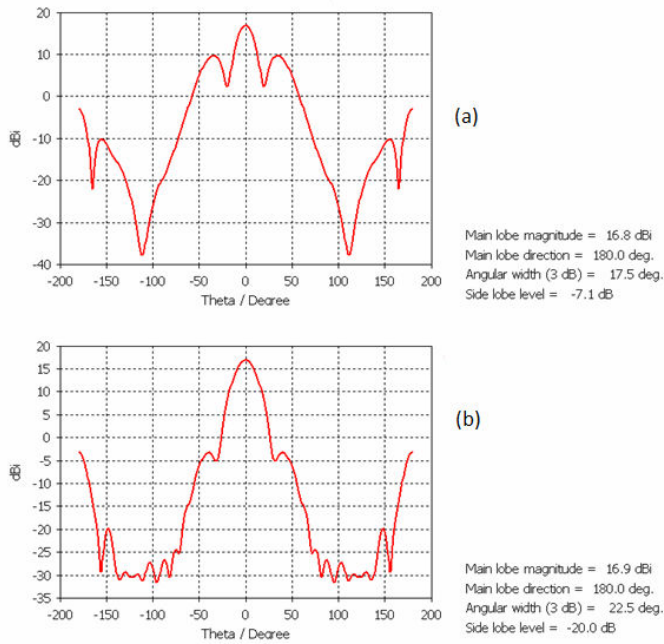 20
10
0
-10
-20
-30
-40
dBi
-200 -150 -100 -50 0 50 100 150 200
Theta / Degree
(a)
Main lobe magnitude = 16.8 dBi
Main lobe direction = 180.0 deg.
Angular width (3 dB) = 17.5 deg.
Side lobe level = -7.1 dB
20
15
10
5
0
-5
-15
-20
-25
-30
-35
dBi
-200 -150 -100 -50 0 50 100 150 200
Theta / Degree
(b)
Main lobe magnitude = 16.9 dBi
Main lobe direction = 180.0 deg.
Angular width (3 dB) = 22.5 deg.
Side lobe level = -20.0 dB